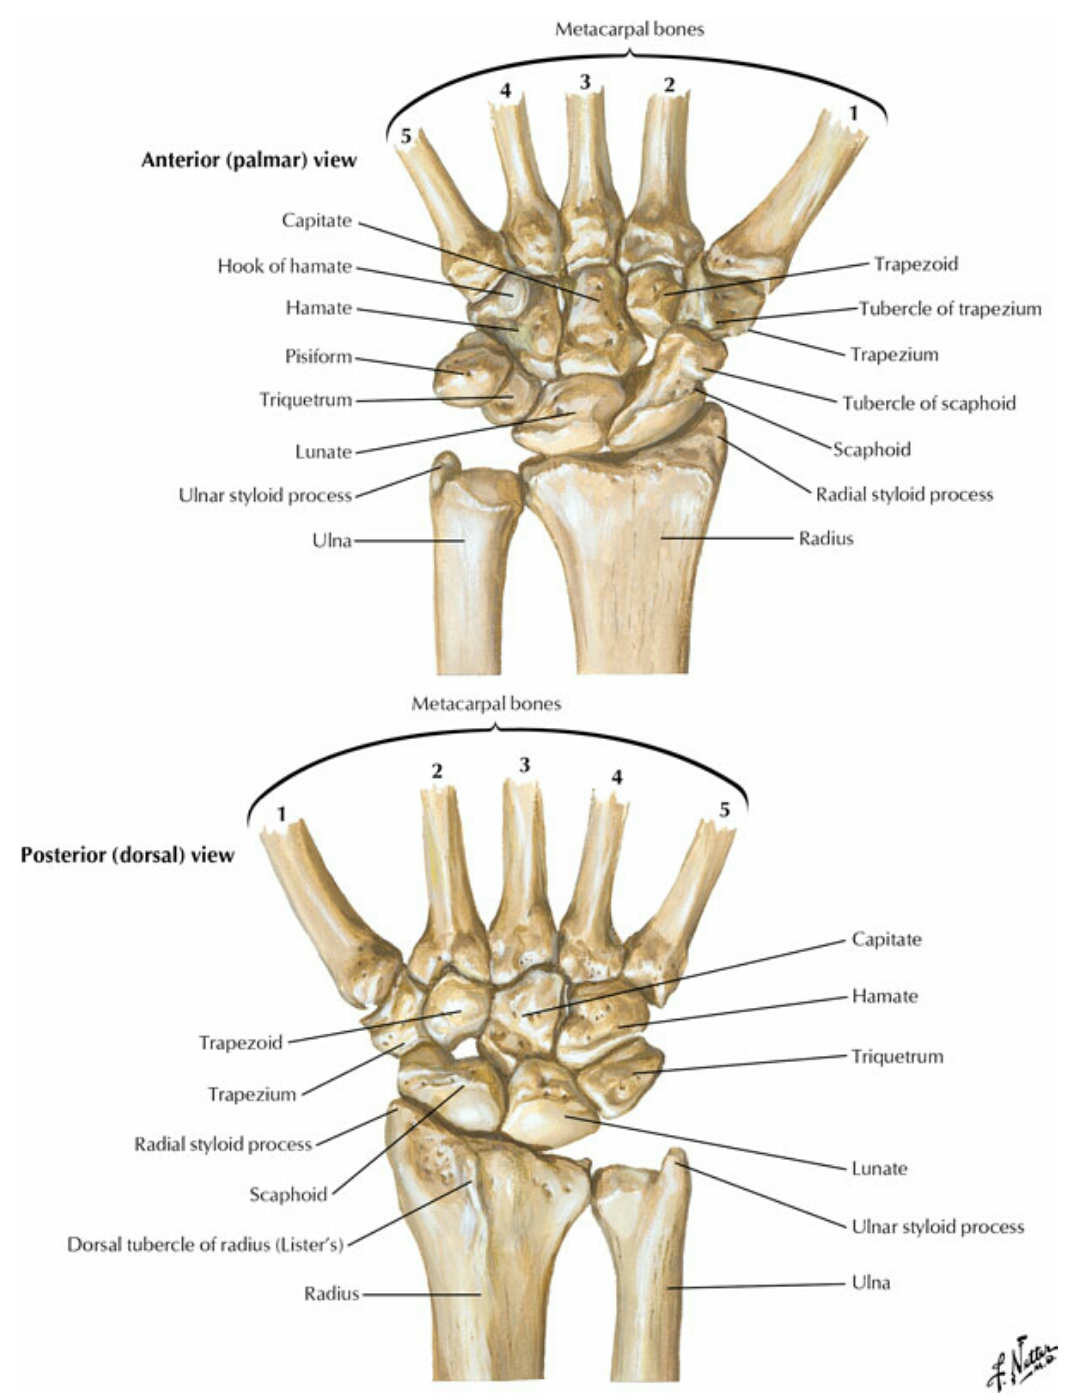 Metacarpal bones
5
4
3
2
1
Anterior (palmar) view
Capitate
Hook of hamate
Hamate
Pisiform
Triquetrum
Lunate
Ulnar styloid process
Ulna
Trapezoid
Tubercle of trapezium
Trapezium
Tubercle of scaphoid
Scaphoid
Radial styloid process
Radius
Metacarpal bones
1
2
3
4
5
Posterior (dorsal) view
Trapezoid
Trapezium
Radial styloid process
Scaphoid
Dorsal tubercle of radius (Lister's)
Radius
Capitate
Hamate
Triquetrum
Lunate
Ulnar styloid process
Ulna
F. Netter
M.D.